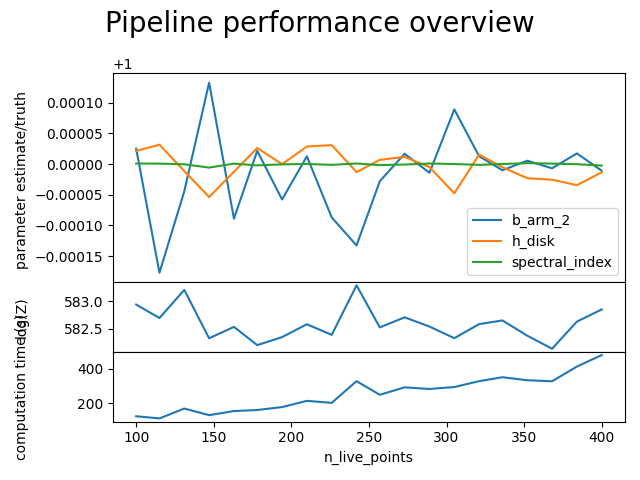 Pipeline performance overview
+1
0.00010
0.00005
0.00000
−0.00005
−0.00010
−0.00015
parameter estimate/truth
b_arm_2
h_disk
spectral_index
583.0
582.5
log(Z)
400
200
computation time (s)
100
150
200
250
300
350
400
n_live_points